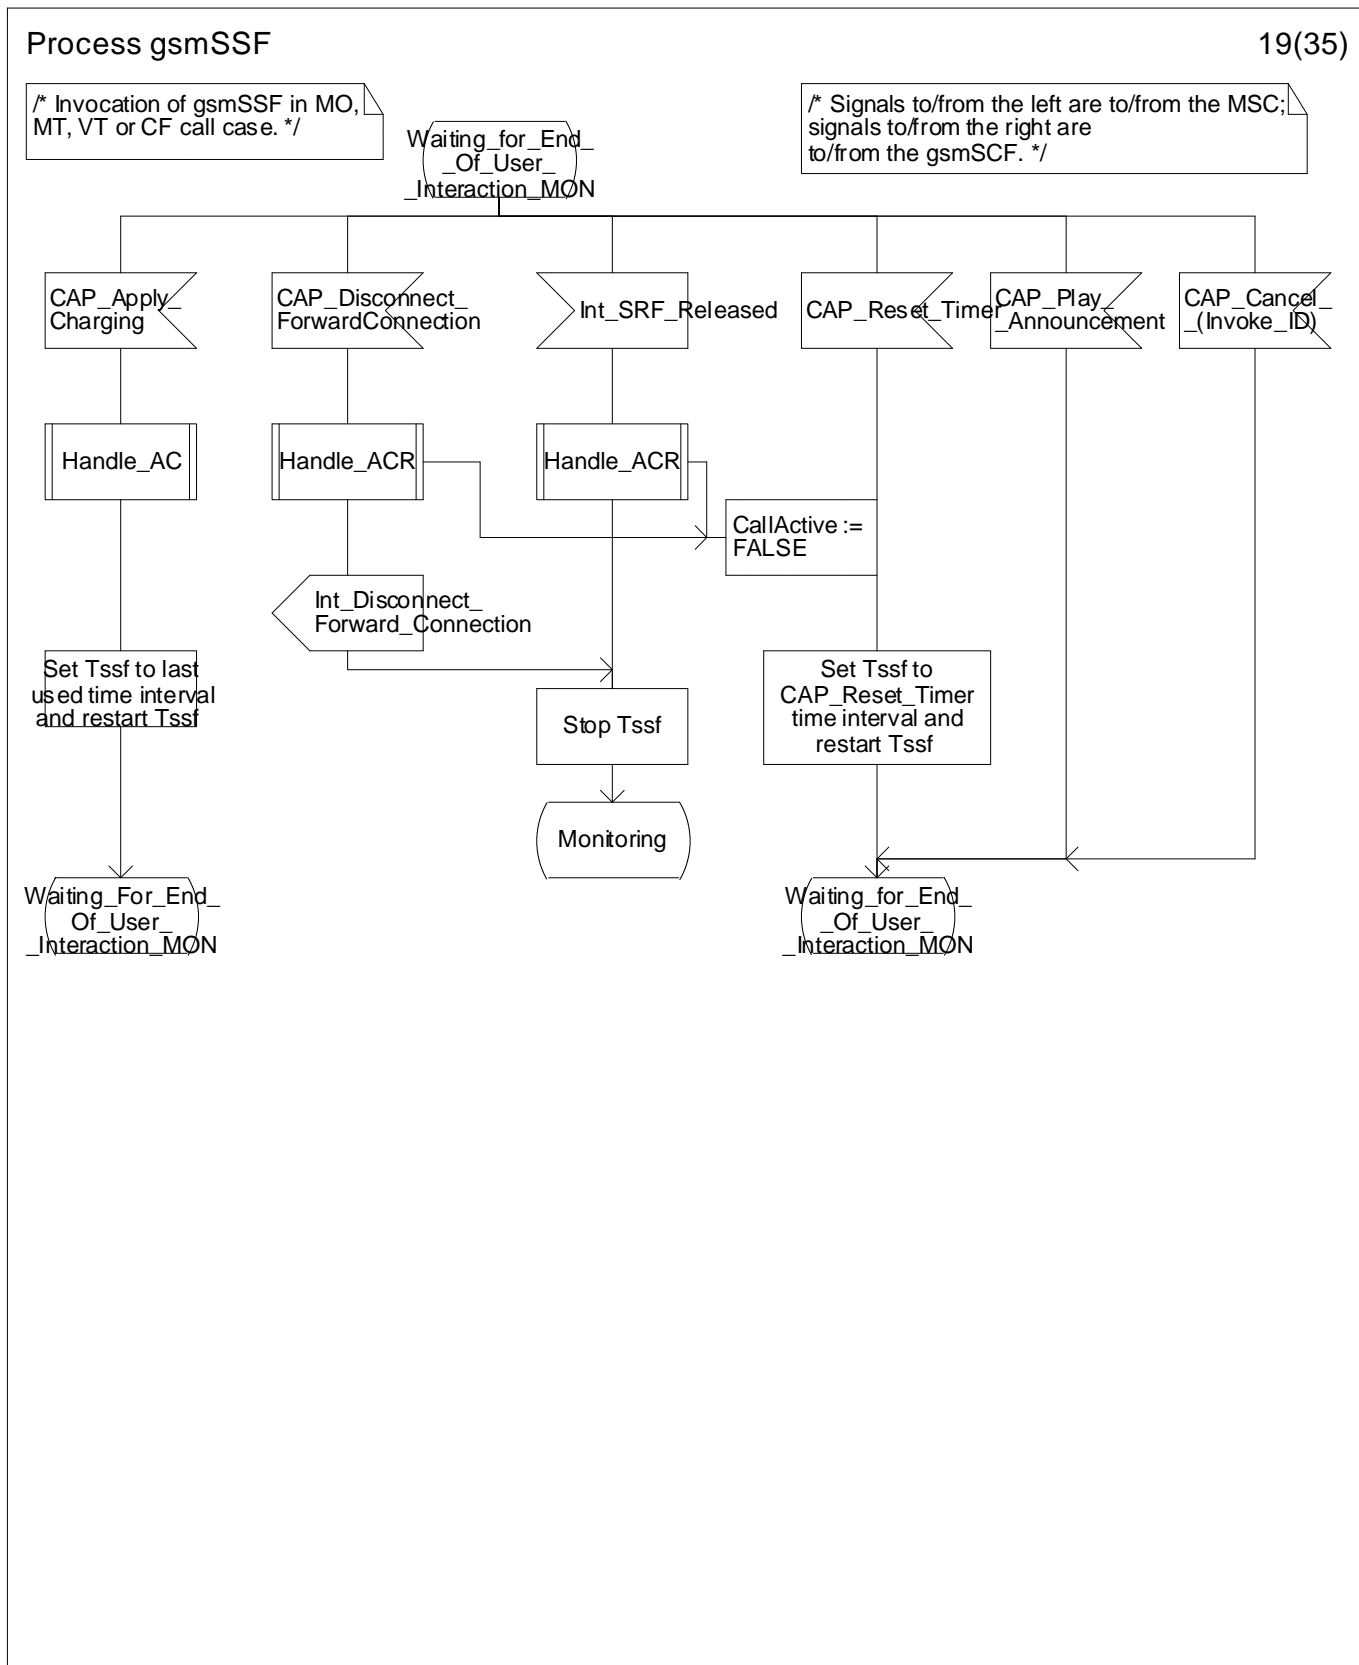 Process gsmSSF
19(35)
/* Invocation of gsmSSF in MO,
MT, VT or CF call case. */
/* Signals to/from the left are to/from the MSC;
signals to/from the right are
to/from the gsmSCF. */
Waiting_for_End_
_Of_User_
_Interaction_MON
CAP_Apply_
Charging
CAP_Disconnect_
ForwardConnection
Int_SRF_Released
CAP_Reset_Timer
CAP_Play_
_Announcement
CAP_Cancel_
_(Invoke_ID)
Handle_AC
Handle_ACR
Handle_ACR
CallActive :=
FALSE
Int_Disconnect_
Forward_Connection
Set Tssf to last
used time interval
and restart Tssf
Stop Tssf
Set Tssf to
CAP_Reset_Timer
time interval and
restart Tssf
Monitoring
Waiting_For_End_
Of_User_
_Interaction_MON
Waiting_for_End_
_Of_User_
_Interaction_MON